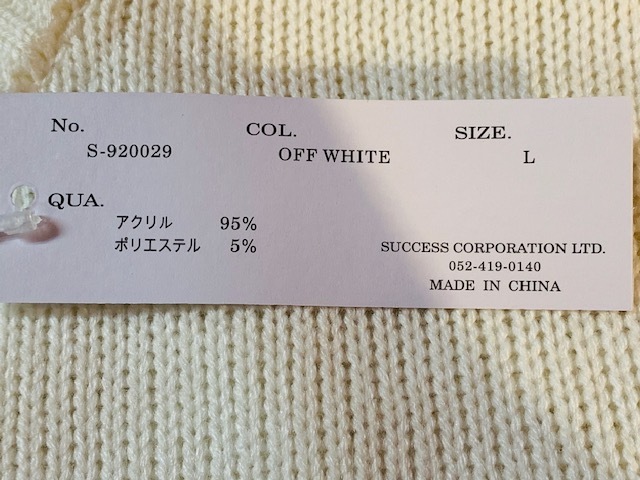 No. COL. SIZE.
S-920029 OFF WHITE L
QUA.
アクリル 95%
ポリエステル 5%
SUCCESS CORPORATION LTD.
052-419-0140
MADE IN CHINA